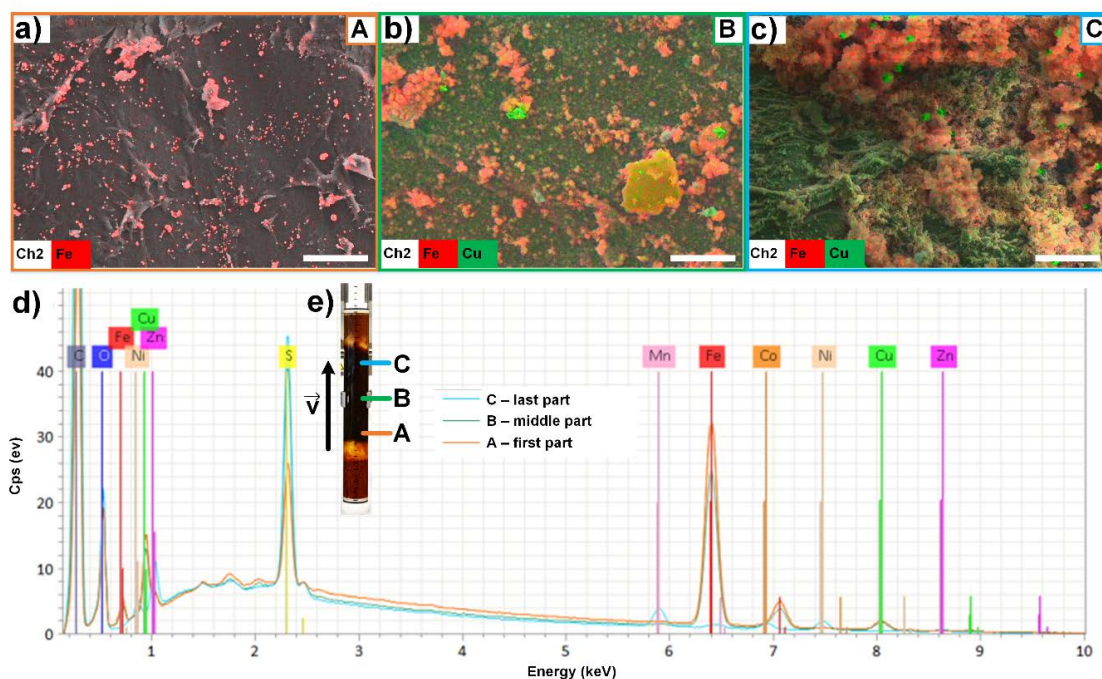 a)
A
Ch2 Fe
b)
B
Ch2 Fe Cu
c)
C
Ch2 Fe Cu
d)
e)
C
B
A
v
C – last part
B – middle part
A – first part
C
O
Fe
Ni
Cu
Zn
S
Mn
Fe
Co
Ni
Cu
Zn
Cps (ev)
40
30
20
10
0
1
2
3
4
5
6
7
8
9
10
Energy (keV)